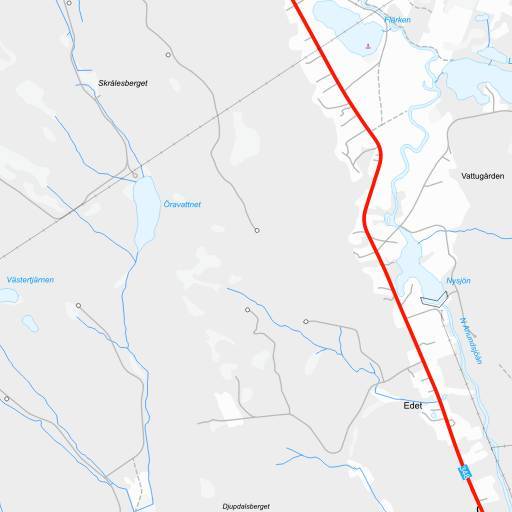 Flärken
Skrålesberget
Vattugården
Öravattnet
Västertjärnen
Nysjön
N Anundsjöån
Edet
Djupdalsberget